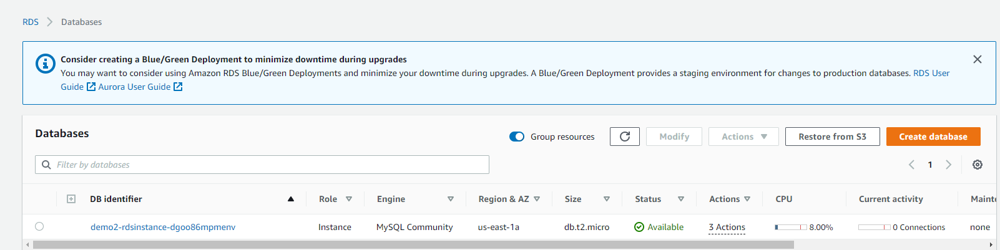 RDS > Databases
Consider creating a Blue/Green Deployment to minimize downtime during upgrades
You may want to consider using Amazon RDS Blue/Green Deployments and minimize your downtime during upgrades. A Blue/Green Deployment provides a staging environment for changes to production databases. RDS User
Guide Aurora User Guide
Databases Group resources Modify Actions Restore from S3 Create database
Filter by databases 1
DB identifier Role Engine Region & AZ Size Status Actions CPU Current activity Mainte
demo2-rdsinstance-dgoo86mpmenv Instance MySQL Community us-east-1a db.t2.micro Available 3 Actions 8.00% 0 Connections none